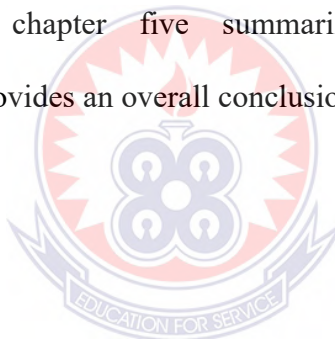 chapter five summari
ovides an overall conclusio
EDUCATION FOR SERVICE